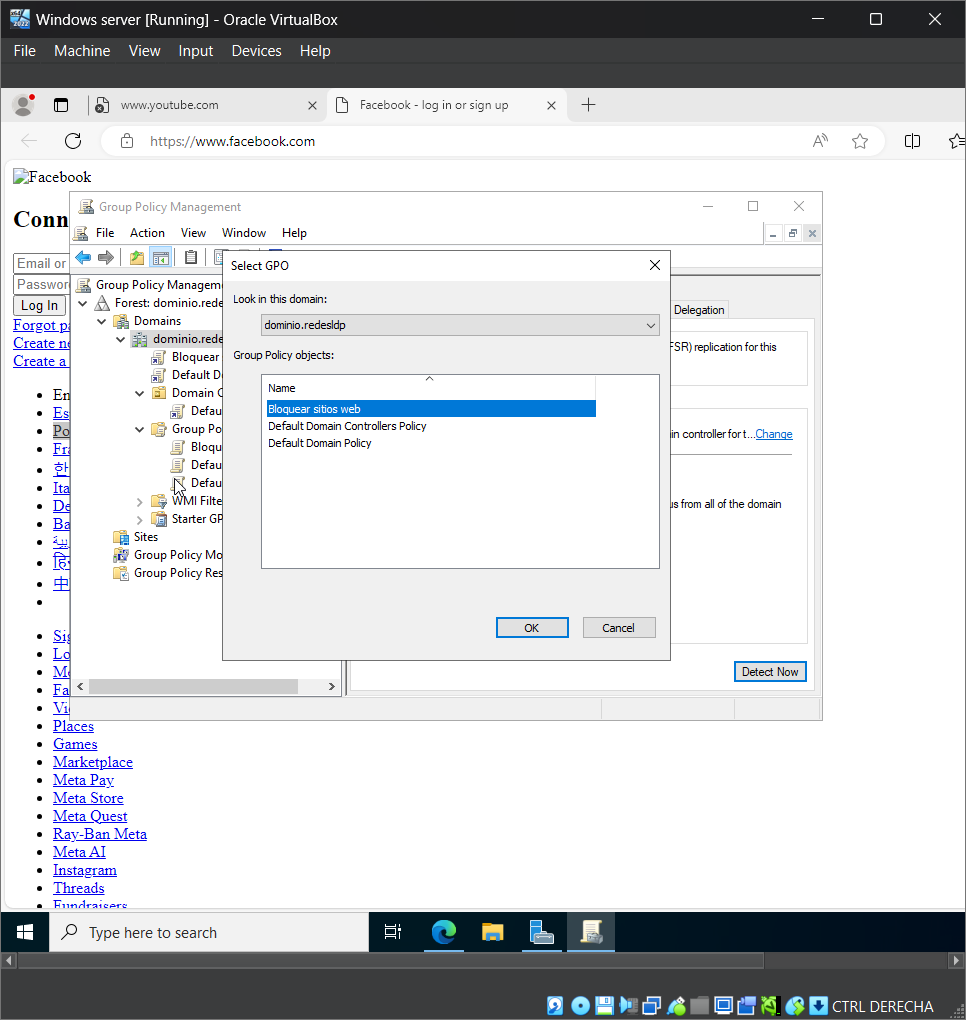 Windows server [Running] - Oracle VirtualBox
File Machine View Input Devices Help
www.youtube.com
Facebook - log in or sign up
https://www.facebook.com
Facebook
Conn
Email or
Password
Log In
Forgot pa
Create ne
Create a
En
Es
Po
Fra
한
Ita
De
Ba
हिन
中
Sig
Lo
Me
Fa
Vi
Places
Games
Marketplace
Meta Pay
Meta Store
Meta Quest
Ray-Ban Meta
Meta AI
Instagram
Threads
Fundraisers
Group Policy Management
File Action View Window Help
Group Policy Manageme
Forest: dominio.rede
Domains
dominio.rede
Bloquear
Default D
Domain C
Defau
Group Po
Bloqu
Defau
Defau
WMI Filte
Starter GP
Sites
Group Policy Mo
Group Policy Res
Delegation
FSR) replication for this
in controller for t... Change
us from all of the domain
Detect Now
Select GPO
Look in this domain:
dominio.redesldp
Group Policy objects:
Name
Bloquear sitios web
Default Domain Controllers Policy
Default Domain Policy
OK Cancel
Type here to search
CTRL DERECHA